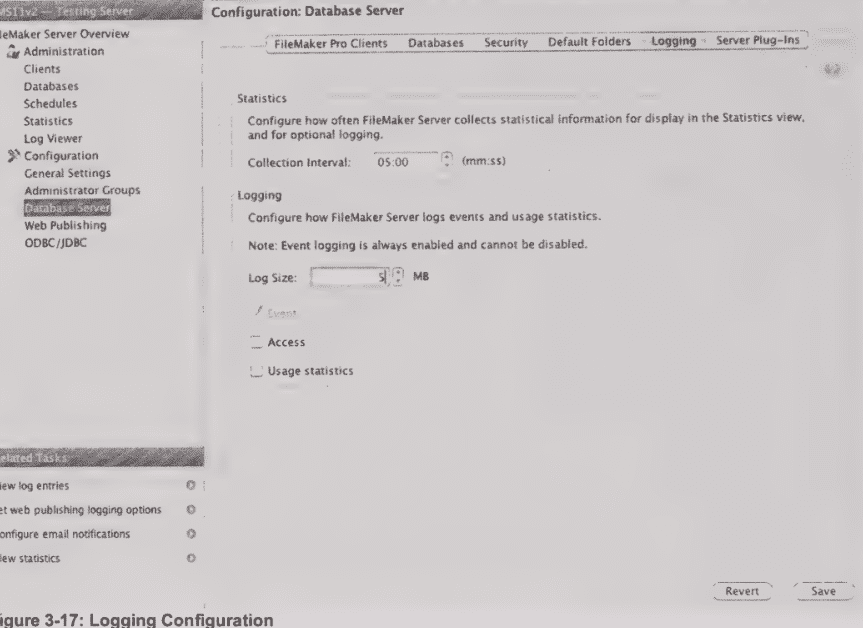 MS11v2 — Testing Server
leMaker Server Overview
Administration
Clients
Databases
Schedules
Statistics
Log Viewer
Configuration
General Settings
Administrator Groups
Database Server
Web Publishing
ODBC/JDBC
elated Tasks
iew log entries
et web publishing logging options
onfigure email notifications
iew statistics
Configuration: Database Server
FileMaker Pro Clients Databases Security Default Folders Logging Server Plug-Ins
Statistics
Configure how often FileMaker Server collects statistical information for display in the Statistics view,
and for optional logging.
Collection Interval: 05:00 (mm:ss)
Logging
Configure how FileMaker Server logs events and usage statistics.
Note: Event logging is always enabled and cannot be disabled.
Log Size: 5 MB
Event
Access
Usage statistics
Revert Save
igure 3-17: Logging Configuration